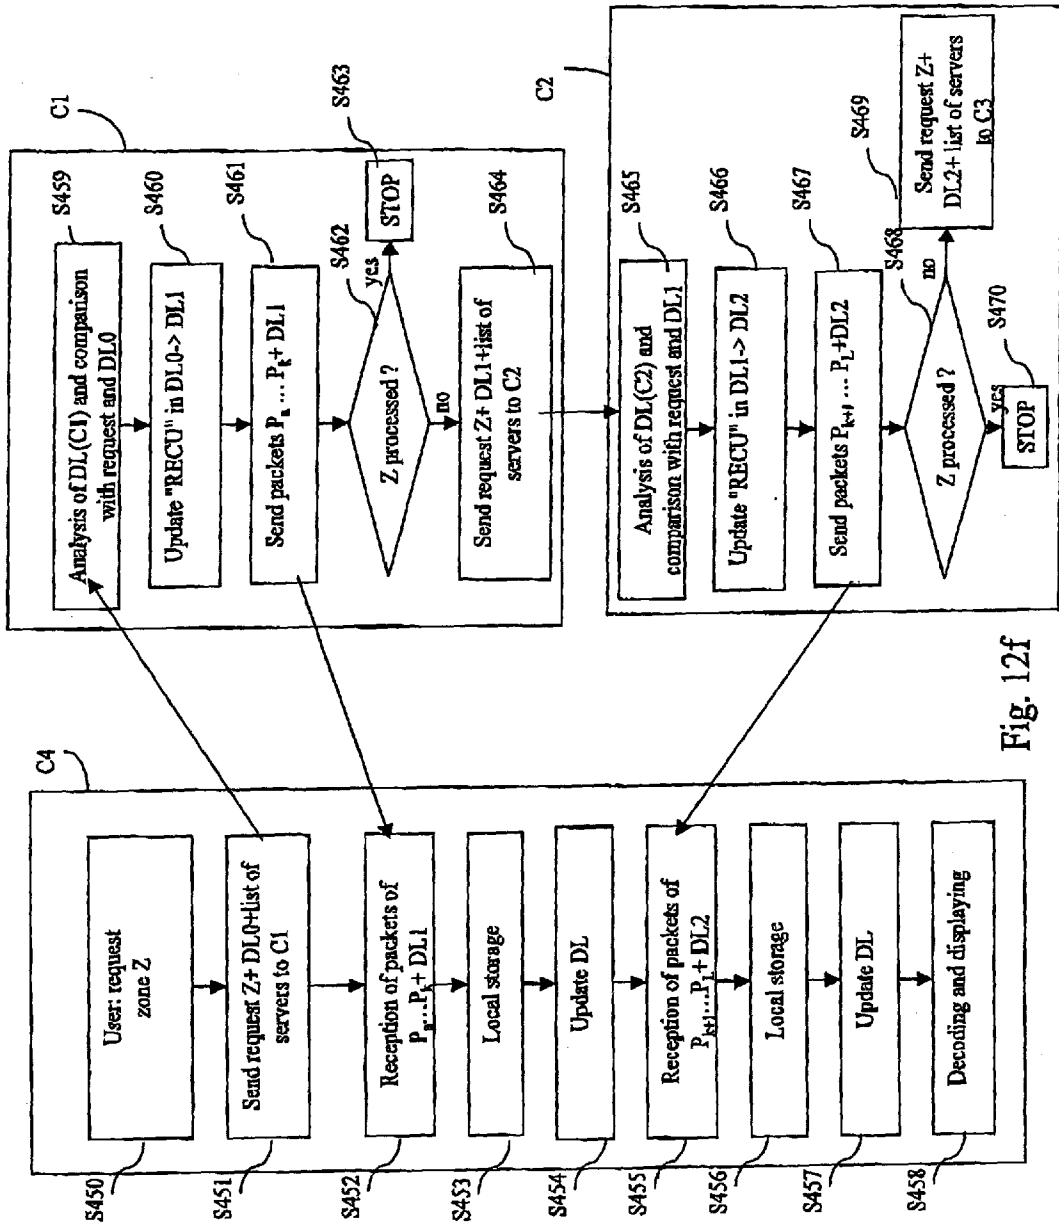 C4
S450
User: request
zone Z
S451
Send request Z+ DL0+list of
servers to C1
S452
Reception of packets of
Pn...Pk+ DL1
S453
Local storage
S454
Update DL
S455
Reception of packets of
Pk+1...PL+ DL2
S456
Local storage
S457
Update DL
S458
Decoding and displaying
C1
S459
Analysis of DL(C1) and comparison
with request and DL0
S460
Update "RECU" in DL0-> DL1
S461
Send packets Pn ... Pk+ DL1
S462
Z processed ?
yes
S463
STOP
no
S464
Send request Z+ DL1+list of
servers to C2
C2
S465
Analysis of DL(C2) and
comparison with request and DL1
S466
Update "RECU" in DL1-> DL2
S467
Send packets Pk+1 ... PL+DL2
S468
Z processed ?
no
S469
Send request Z+
DL2+ list of servers
to C3
yes
S470
STOP
Fig. 12f